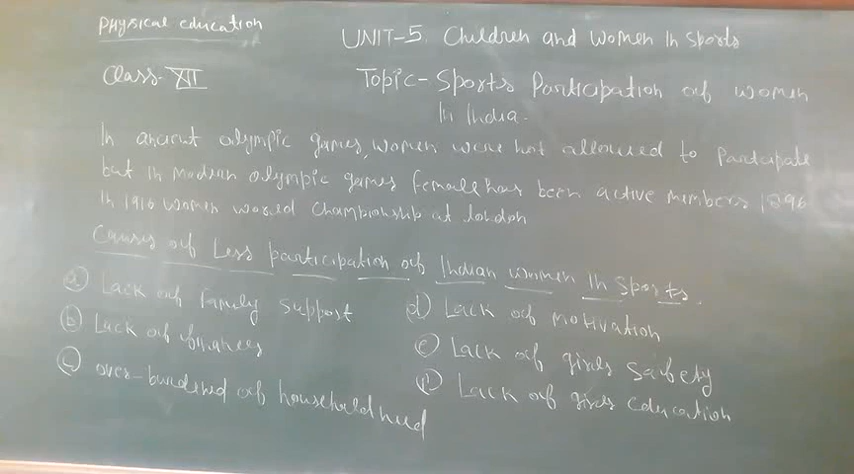 Physical education
UNIT-5 Children and women In sports
Class-XII
Topic-Sports Participation of women
In India.
In ancient olympic games, women were not allowed to Participate
but In modern olympic games female has been active members 1896
In 1910 women world championship at london
Causes of Less participation of Indian women In Sports.
a) Lack of family support
b) Lack of finances
c) over-burdened of household
d) Lack of motivation
e) Lack of girls safety
f) Lack of girls education